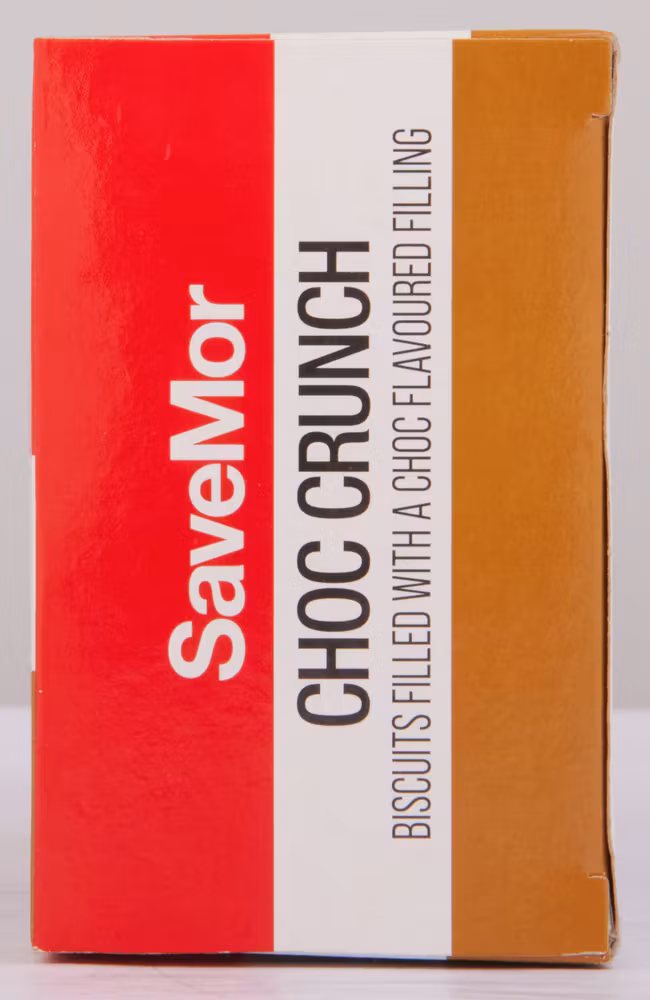 SaveMor
CHOC CRUNCH
BISCUITS FILLED WITH A CHOC FLAVOURED FILLING